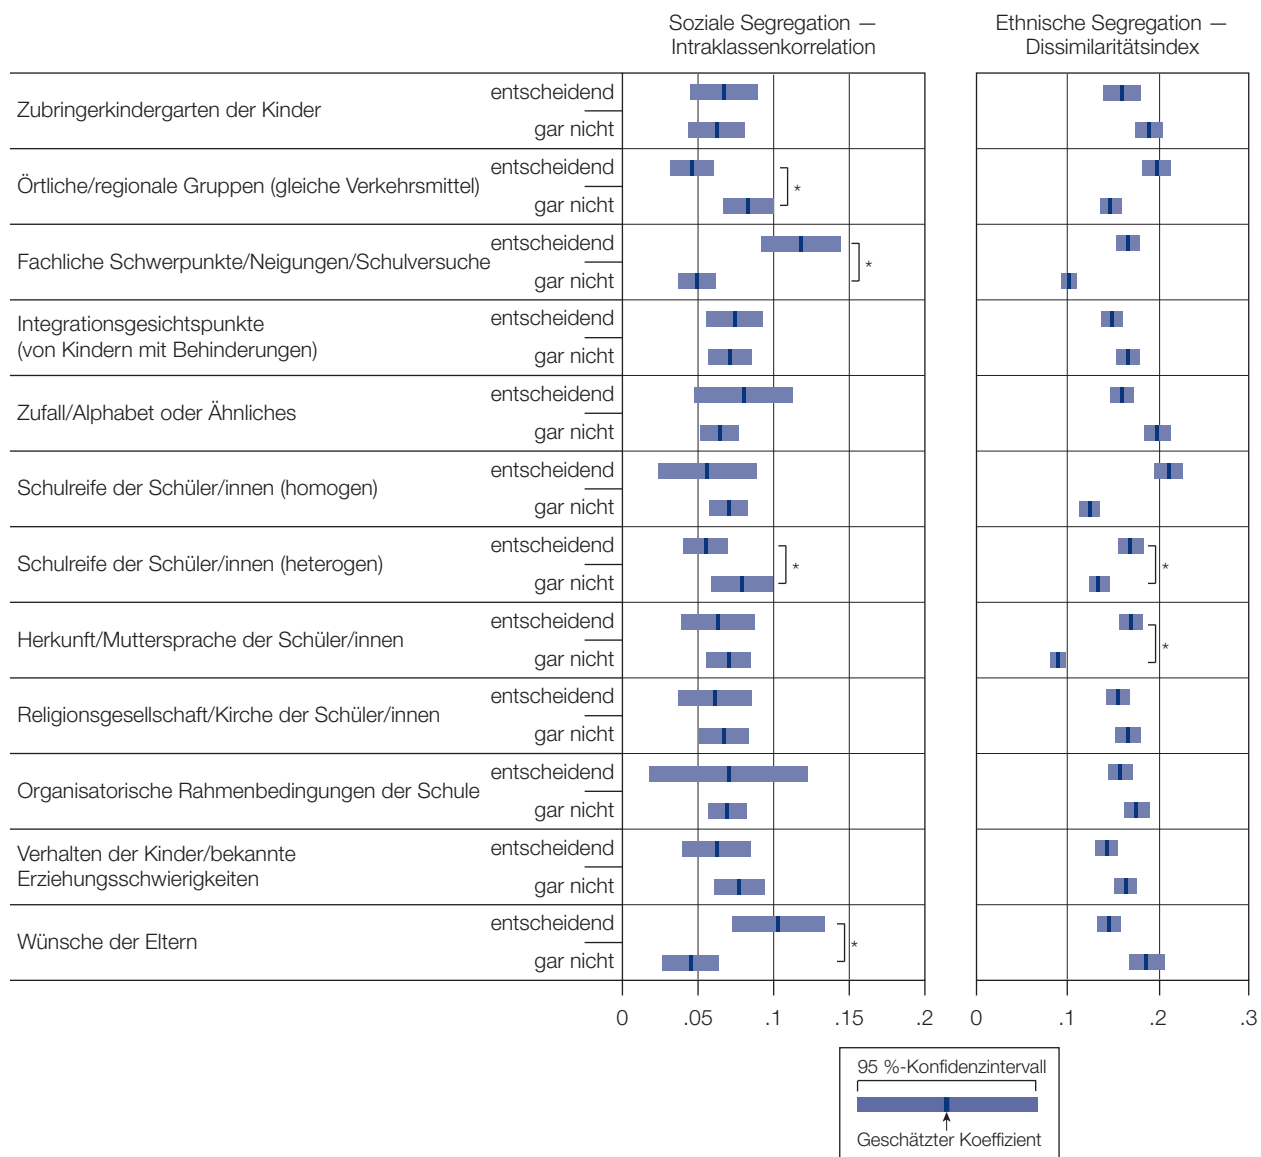 Soziale Segregation —
Intraklassenkorrelation
Ethnische Segregation —
Dissimilaritätsindex
Zubringerkindergarten der Kinder
entscheidend
gar nicht
Örtliche/regionale Gruppen (gleiche Verkehrsmittel)
entscheidend
gar nicht
*
Fachliche Schwerpunkte/Neigungen/Schulversuche
entscheidend
gar nicht
*
Integrationsgesichtspunkte
(von Kindern mit Behinderungen)
entscheidend
gar nicht
Zufall/Alphabet oder Ähnliches
entscheidend
gar nicht
Schulreife der Schüler/innen (homogen)
entscheidend
gar nicht
Schulreife der Schüler/innen (heterogen)
entscheidend
gar nicht
*
*
Herkunft/Muttersprache der Schüler/innen
entscheidend
gar nicht
*
Religionsgesellschaft/Kirche der Schüler/innen
entscheidend
gar nicht
Organisatorische Rahmenbedingungen der Schule
entscheidend
gar nicht
Verhalten der Kinder/bekannte
Erziehungsschwierigkeiten
entscheidend
gar nicht
Wünsche der Eltern
entscheidend
gar nicht
*
0 .05 .1 .15 .2
0 .1 .2 .3
95 %-Konfidenzintervall
Geschätzter Koeffizient